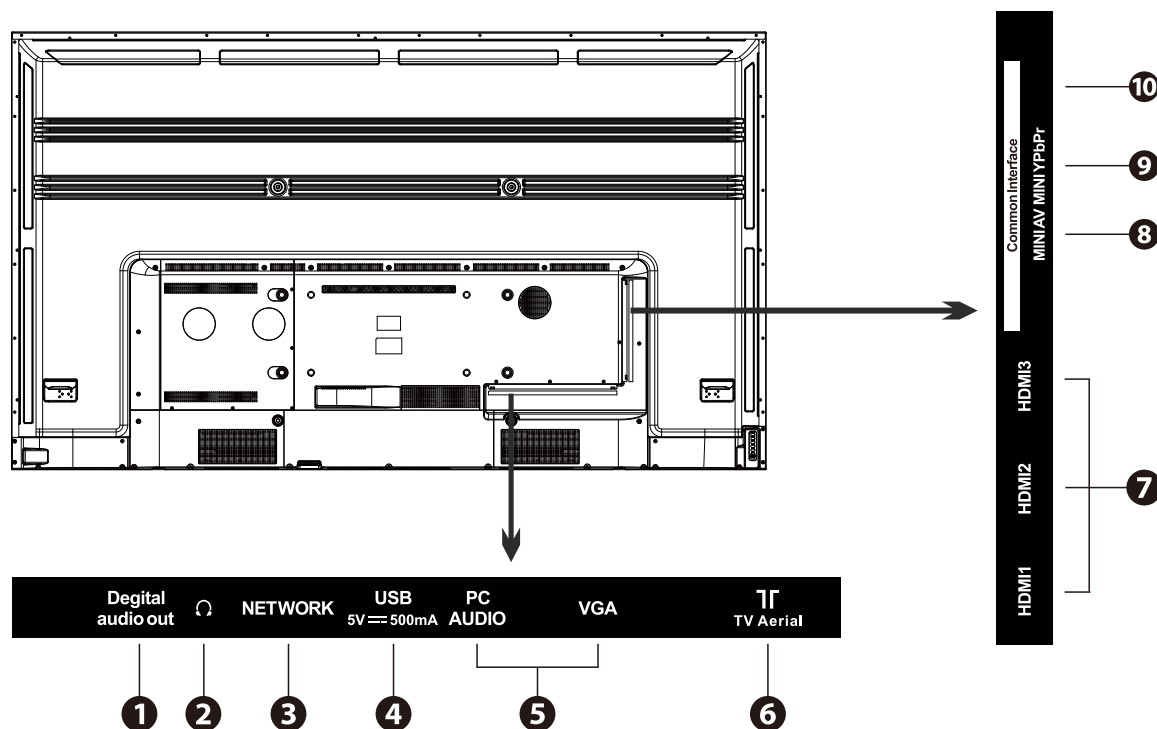 10
9
8
Common Interface
MINI AV MINI YPbPr
HDMI3
HDMI2
HDMI1
7
Degital
audio out
NETWORK
USB
5V 500mA
PC
AUDIO
VGA
TV Aerial
1
2
3
4
5
6